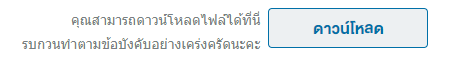 คุณสามารถดาวน์โหลดไฟล์ได้ที่นี่
รบกวนทำตามข้อบังคับอย่างเคร่งครัดนะคะ
ดาวน์โหลด